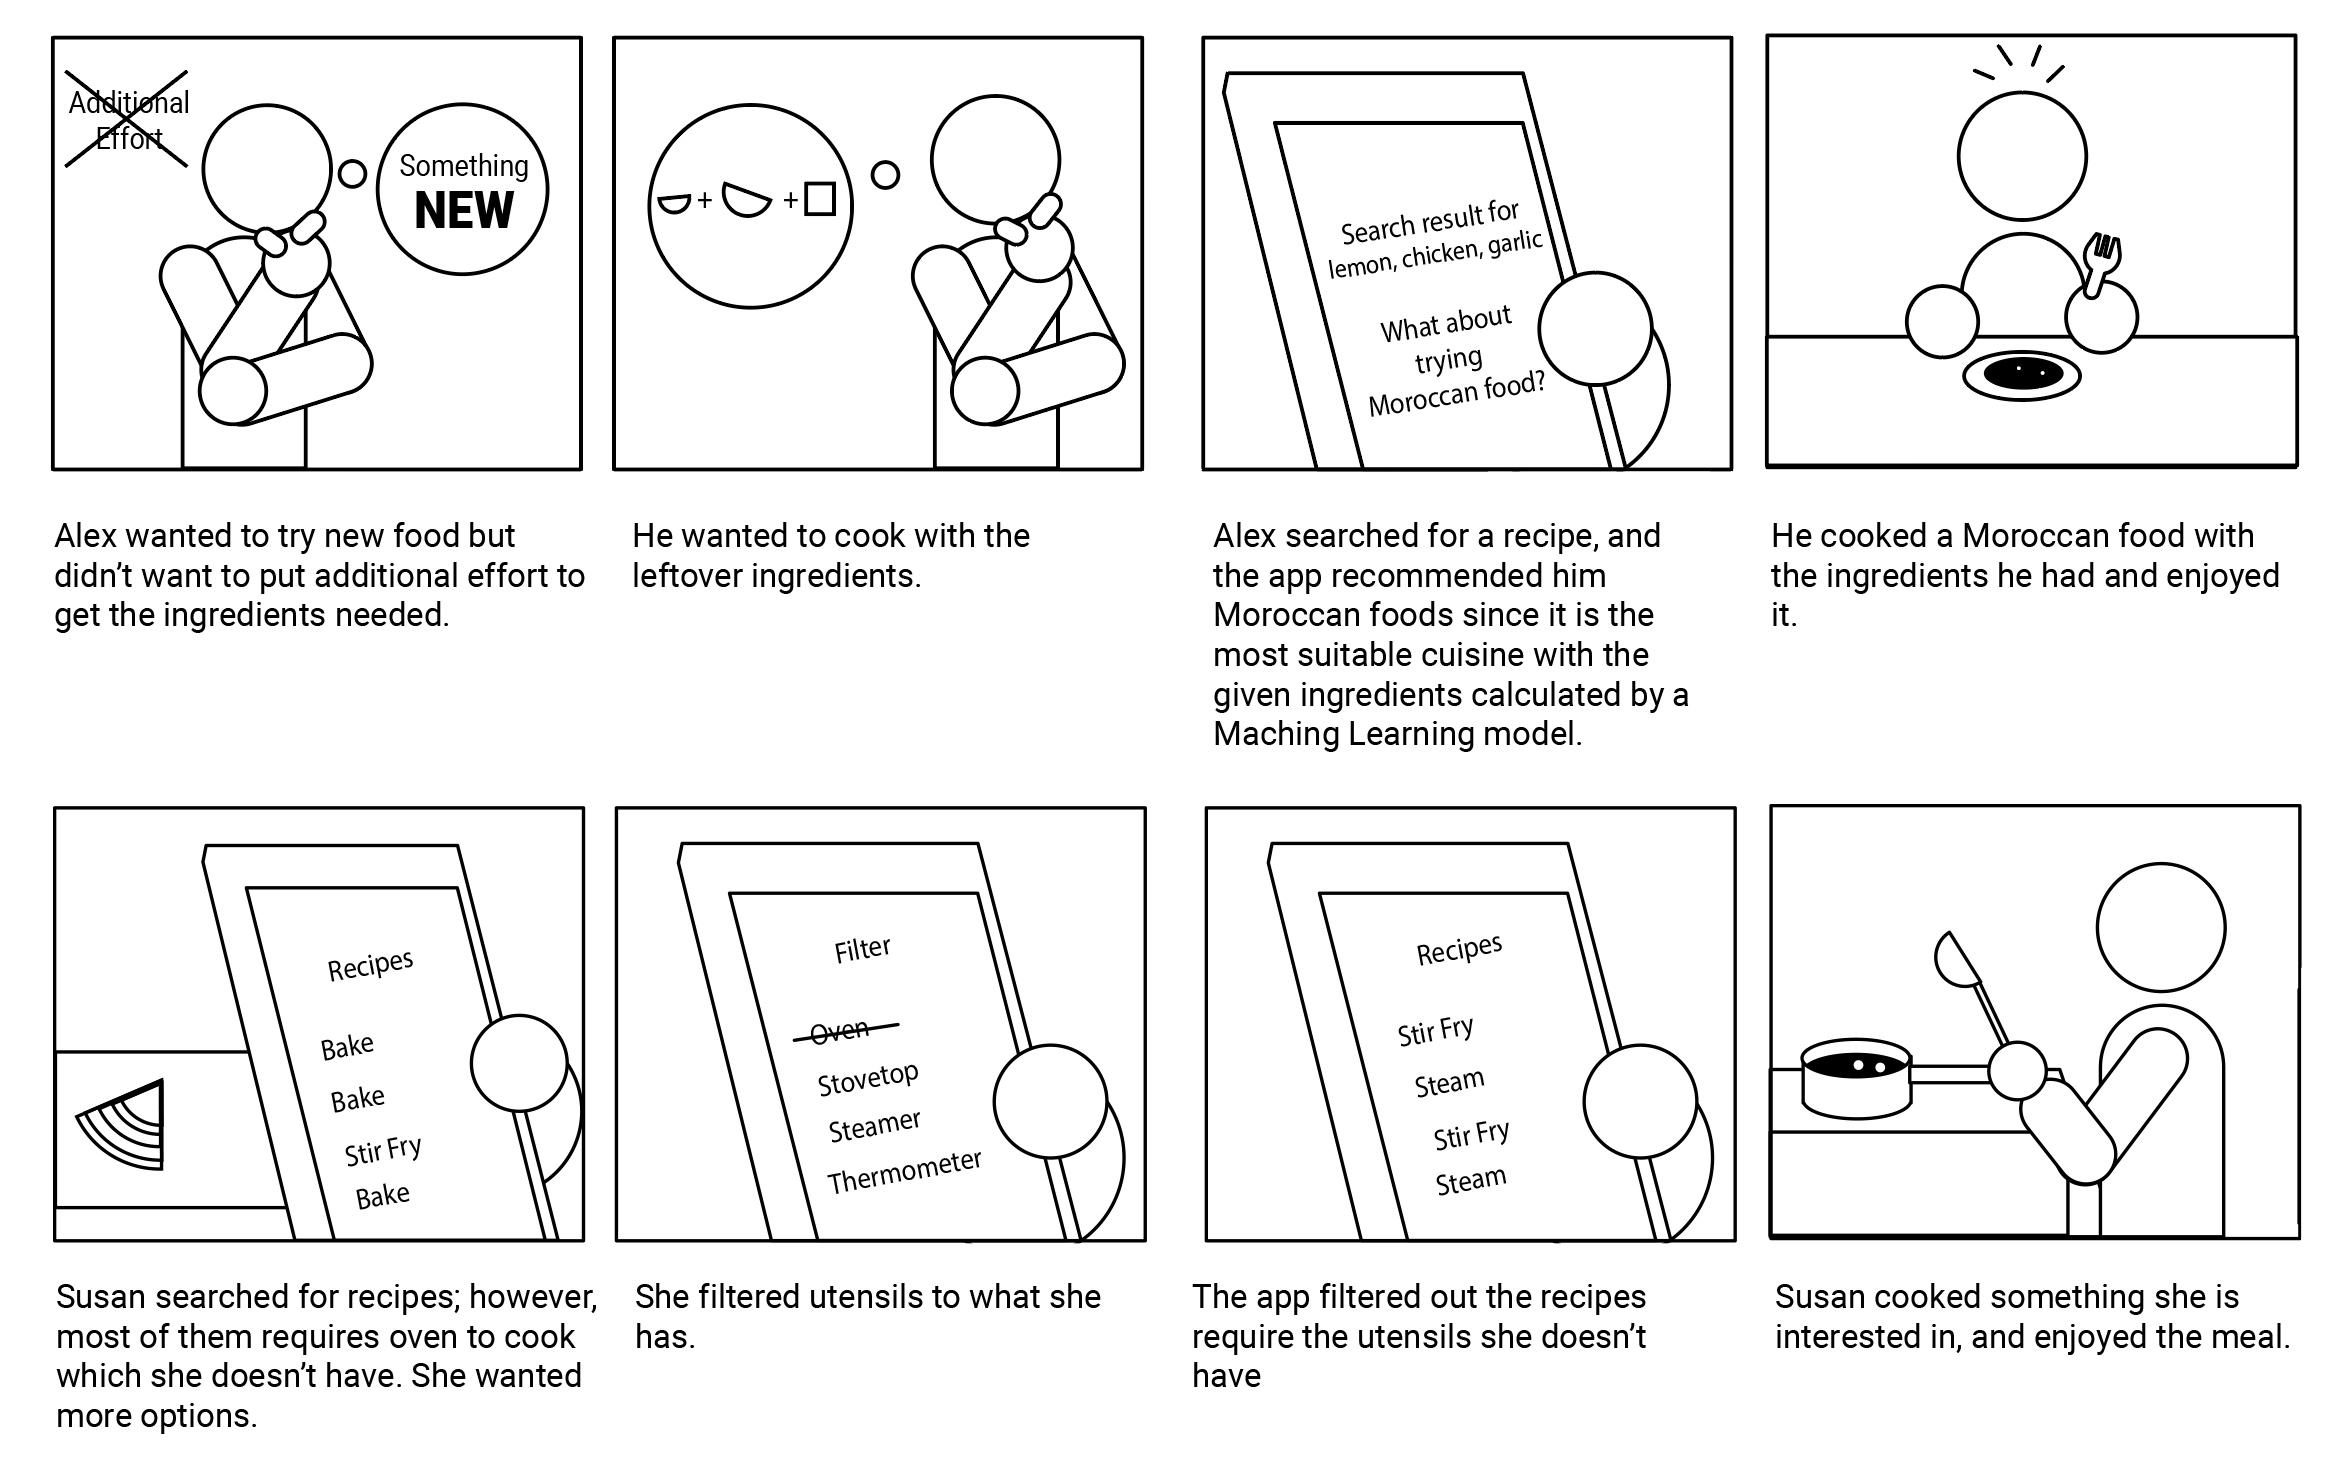 Additional
Effort
Something
NEW
+ +
Search result for
lemon, chicken, garlic
What about
trying
Moroccan food?
Alex wanted to try new food but
didn’t want to put additional effort to
get the ingredients needed.
He wanted to cook with the
leftover ingredients.
Alex searched for a recipe, and
the app recommended him
Moroccan foods since it is the
most suitable cuisine with the
given ingredients calculated by a
Maching Learning model.
He cooked a Moroccan food with
the ingredients he had and enjoyed
it.
Recipes
Bake
Bake
Stir Fry
Bake
Filter
Oven
Stovetop
Steamer
Thermometer
Recipes
Stir Fry
Steam
Stir Fry
Steam
Susan searched for recipes; however,
most of them requires oven to cook
which she doesn’t have. She wanted
more options.
She filtered utensils to what she
has.
The app filtered out the recipes
require the utensils she doesn’t
have
Susan cooked something she is
interested in, and enjoyed the meal.